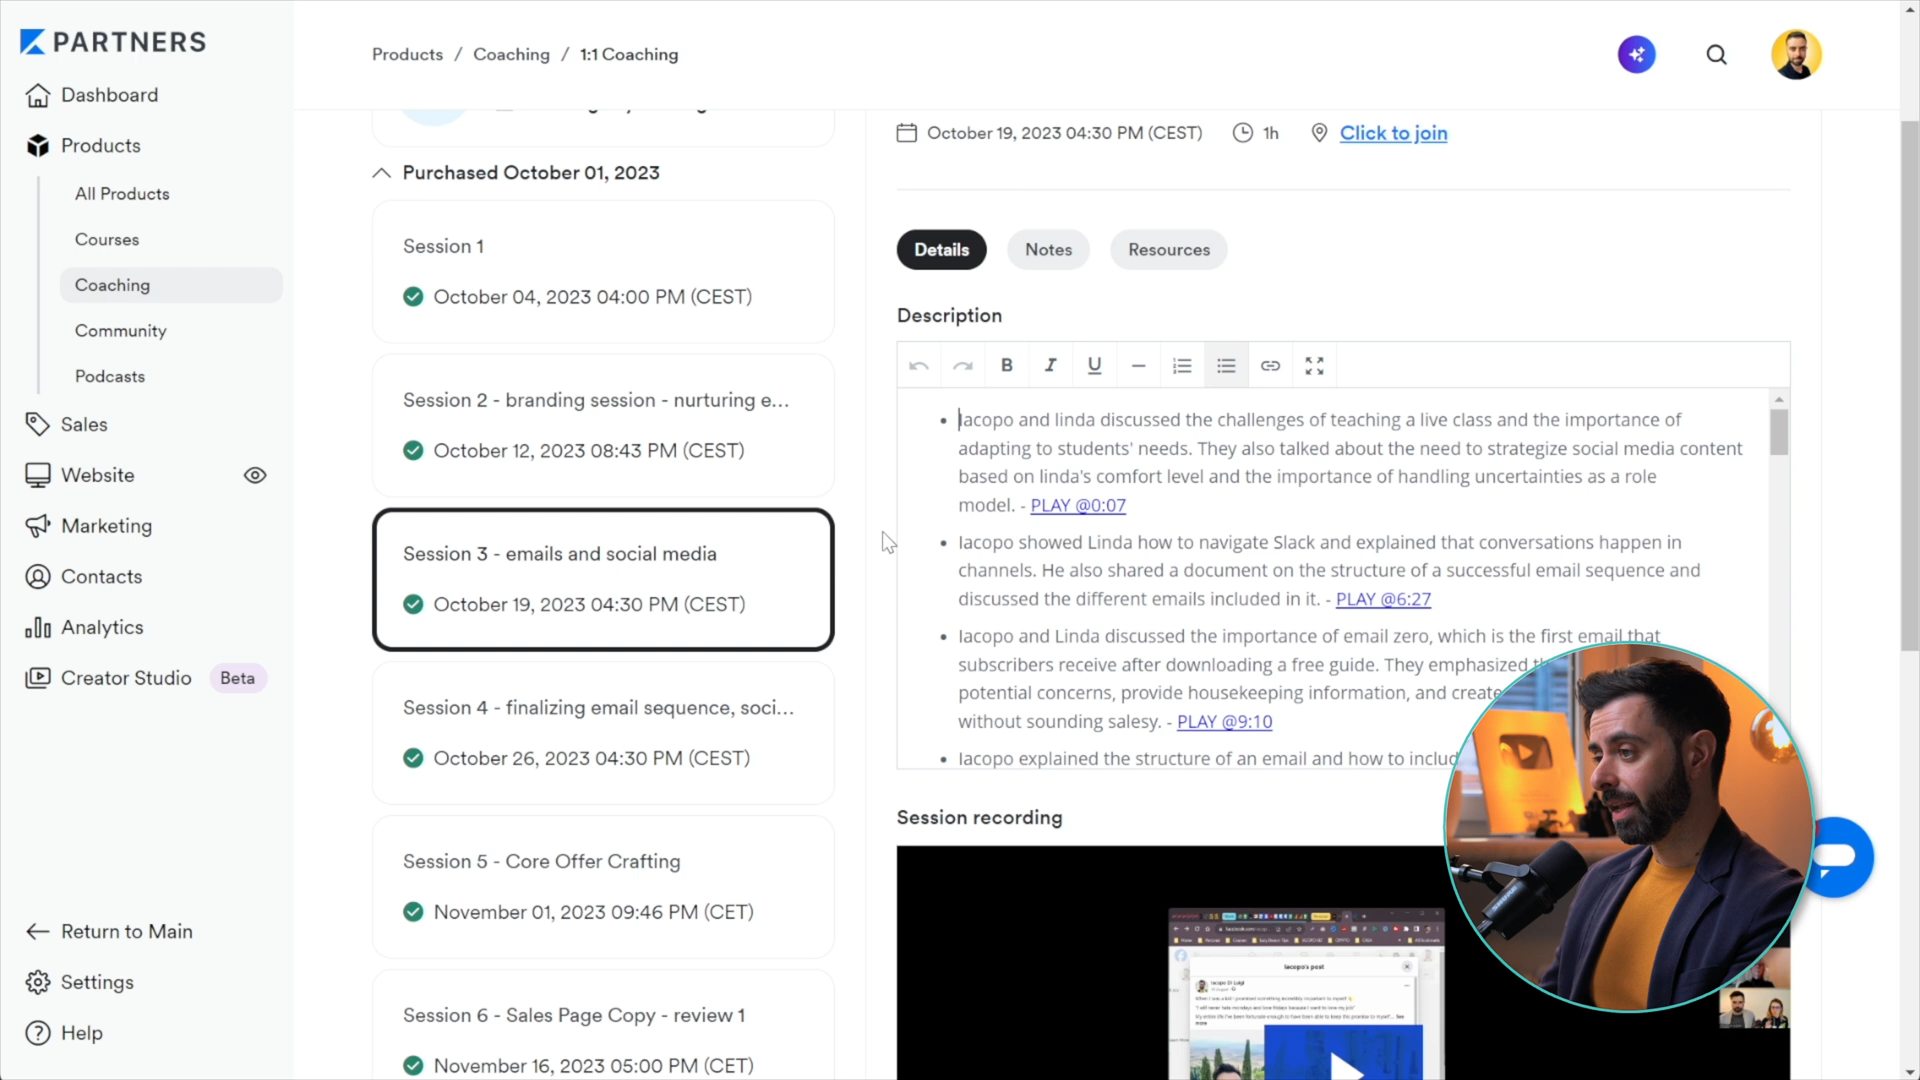 PARTNERS
Dashboard
Products
All Products
Courses
Coaching
Community
Podcasts
Sales
Website
Marketing
Contacts
Analytics
Creator Studio Beta
Return to Main
Settings
Help
Products / Coaching / 1:1 Coaching
Purchased October 01, 2023
Session 1
October 04, 2023 04:00 PM (CEST)
Session 2 - branding session - nurturing e...
October 12, 2023 08:43 PM (CEST)
Session 3 - emails and social media
October 19, 2023 04:30 PM (CEST)
Session 4 - finalizing email sequence, soci...
October 26, 2023 04:30 PM (CEST)
Session 5 - Core Offer Crafting
November 01, 2023 09:46 PM (CET)
Session 6 - Sales Page Copy - review 1
November 16, 2023 05:00 PM (CET)
October 19, 2023 04:30 PM (CEST) 1h Click to join
Details Notes Resources
Description
B I U
Iacopo and linda discussed the challenges of teaching a live class and the importance of
adapting to students' needs. They also talked about the need to strategize social media content
based on linda's comfort level and the importance of handling uncertainties as a role
model. - PLAY @0:07
Iacopo showed Linda how to navigate Slack and explained that conversations happen in
channels. He also shared a document on the structure of a successful email sequence and
discussed the different emails included in it. - PLAY @6:27
Iacopo and Linda discussed the importance of email zero, which is the first email that
subscribers receive after downloading a free guide. They emphasized
potential concerns, provide housekeeping information, and create
without sounding salesy. - PLAY @9:10
Iacopo explained the structure of an email and how to includ
Session recording
Iacopo's post
Iacopo Di Luigi